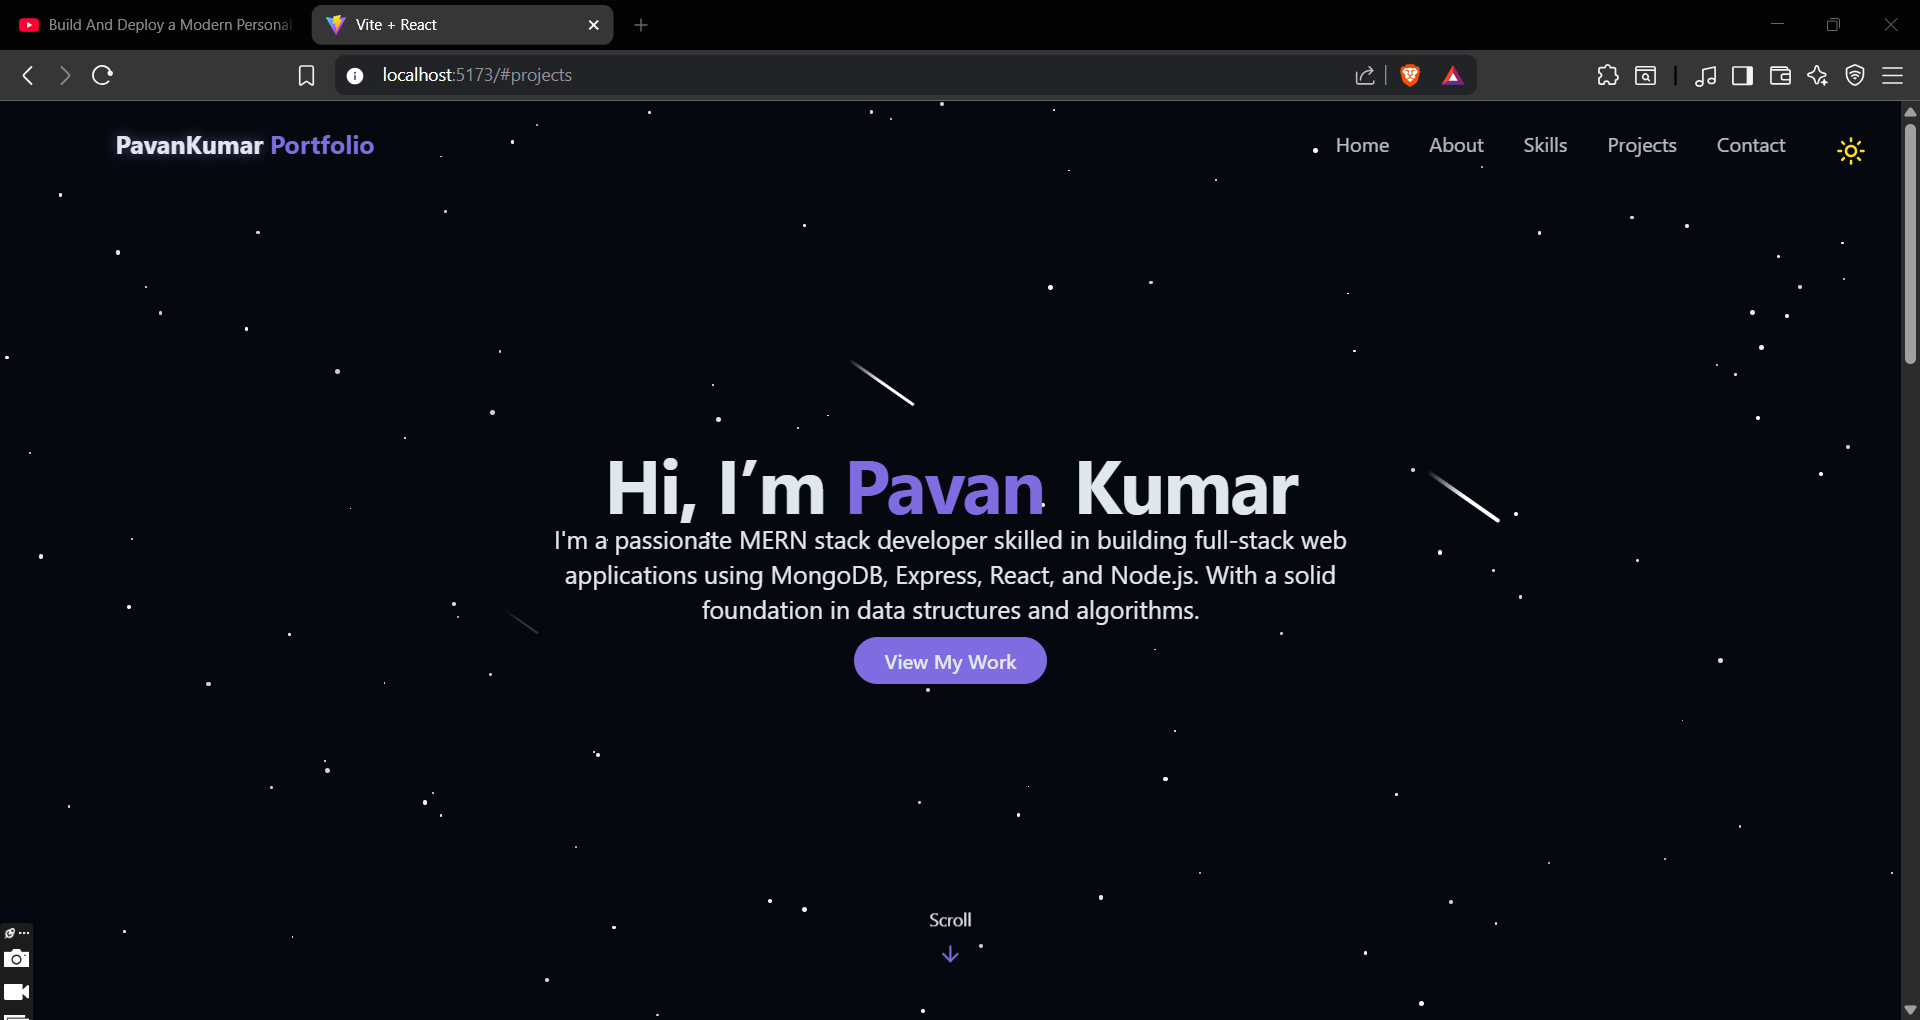 Build And Deploy a Modern Persona
Vite + React
localhost:5173/#projects
PavanKumar Portfolio
Home About Skills Projects Contact
Hi, I’m Pavan Kumar
I'm a passionate MERN stack developer skilled in building full-stack web
applications using MongoDB, Express, React, and Node.js. With a solid
foundation in data structures and algorithms.
View My Work
Scroll